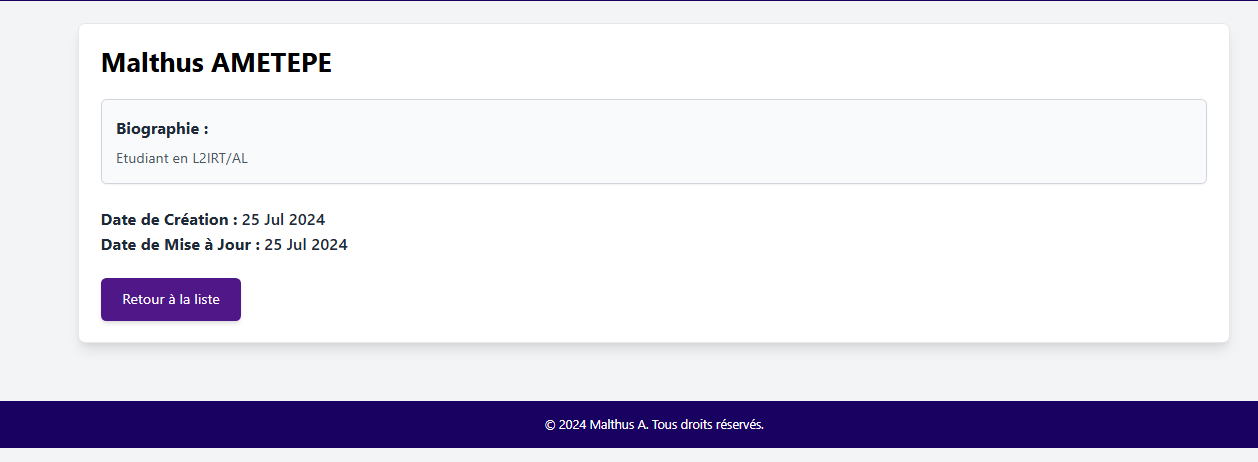 Malthus AMETEPE
Biographie :
Etudiant en L2IRT/AL
Date de Création : 25 Jul 2024
Date de Mise à Jour : 25 Jul 2024
Retour à la liste
© 2024 Malthus A. Tous droits réservés.